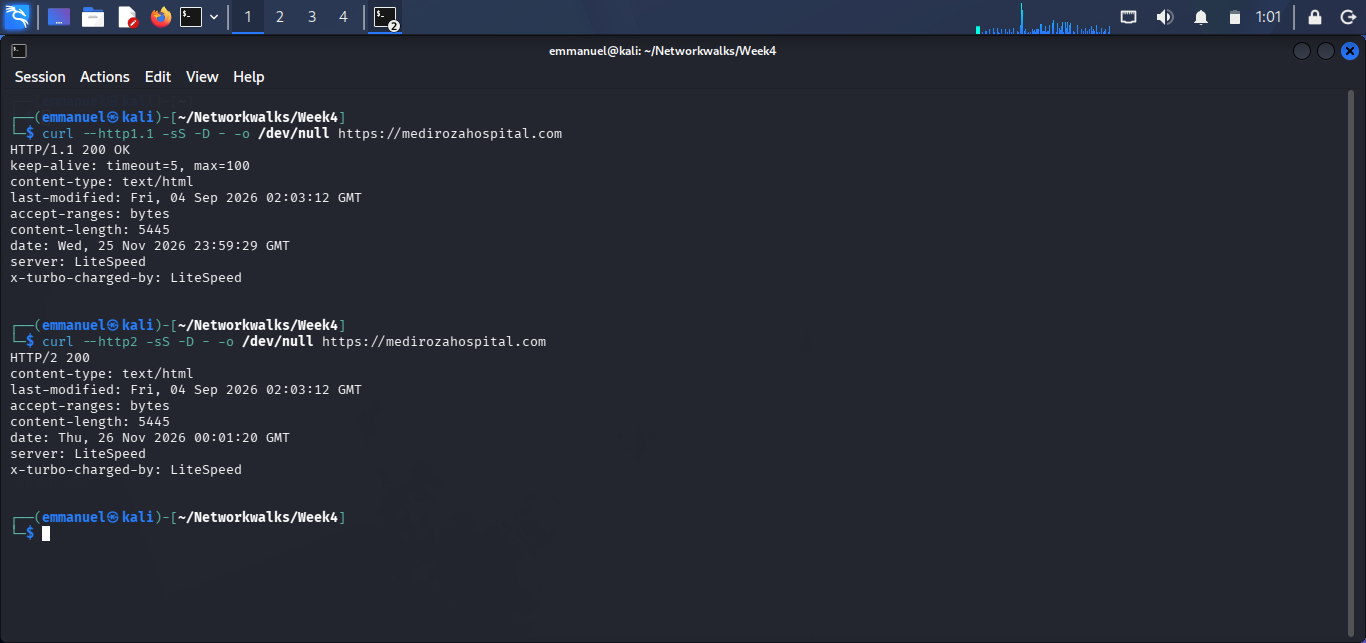 1 2 3 4 2 1:01
emmanuel@kali: ~/Networkwalks/Week4
Session Actions Edit View Help
┌──(emmanuel㉿kali)-[~/Networkwalks/Week4]
└─$ curl --http1.1 -sS -D - -o /dev/null https://medirozahospital.com
HTTP/1.1 200 OK
keep-alive: timeout=5, max=100
content-type: text/html
last-modified: Fri, 04 Sep 2026 02:03:12 GMT
accept-ranges: bytes
content-length: 5445
date: Wed, 25 Nov 2026 23:59:29 GMT
server: LiteSpeed
x-turbo-charged-by: LiteSpeed
┌──(emmanuel㉿kali)-[~/Networkwalks/Week4]
└─$ curl --http2 -sS -D - -o /dev/null https://medirozahospital.com
HTTP/2 200
content-type: text/html
last-modified: Fri, 04 Sep 2026 02:03:12 GMT
accept-ranges: bytes
content-length: 5445
date: Thu, 26 Nov 2026 00:01:20 GMT
server: LiteSpeed
x-turbo-charged-by: LiteSpeed
┌──(emmanuel㉿kali)-[~/Networkwalks/Week4]
└─$